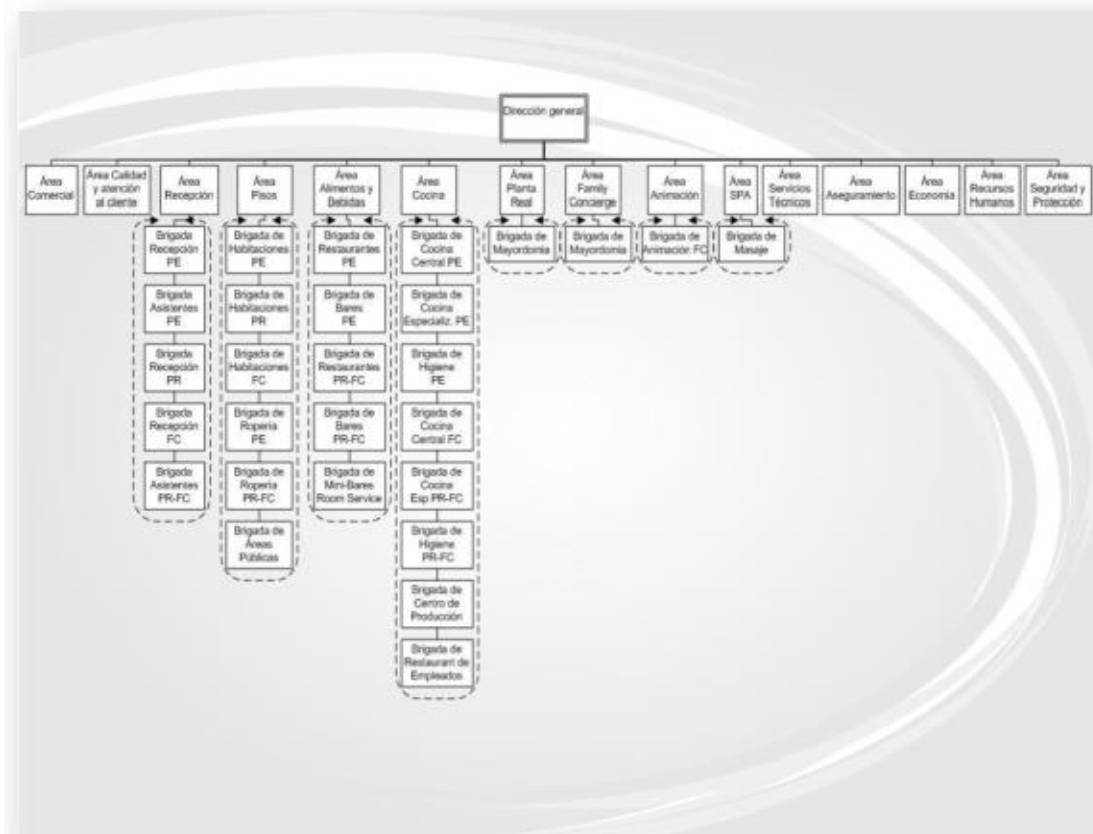 Dirección general
Área
Comercial
Área Calidad
y atención
al cliente
Área
Recepción
Área
Pisos
Área
Alimentos y
Bebidas
Área
Cocina
Área
Planta
Real
Área
Family
Concierge
Área
Animación
Área
SPA
Área
Servicios
Técnicos
Área
Aseguramiento
Área
Economía
Área
Recursos
Humanos
Área
Seguridad y
Protección
Brigada
Recepción
PE
Brigada
Asistentes
PE
Brigada
Recepción
PR
Brigada
Recepción
FC
Brigada
Asistentes
PR-FC
Brigada de
Habitaciones
PE
Brigada de
Habitaciones
PR
Brigada de
Habitaciones
FC
Brigada de
Ropería
PE
Brigada de
Ropería
PR-FC
Brigada de
Áreas
Públicas
Brigada de
Restaurantes
PE
Brigada de
Bares
PE
Brigada de
Restaurantes
PR-FC
Brigada de
Bares
PR-FC
Brigada de
Mini-Bares
Room Service
Brigada de
Cocina
Central PE
Brigada de
Cocina
Especializ. PE
Brigada de
Higiene
PE
Brigada de
Cocina
Central FC
Brigada de
Cocina
Esp PR-FC
Brigada de
Higiene
PR-FC
Brigada de
Centro de
Producción
Brigada de
Restaurant de
Empleados
Brigada de
Mayordomia
Brigada de
Mayordomia
Brigada de
Animación FC
Brigada de
Masaje